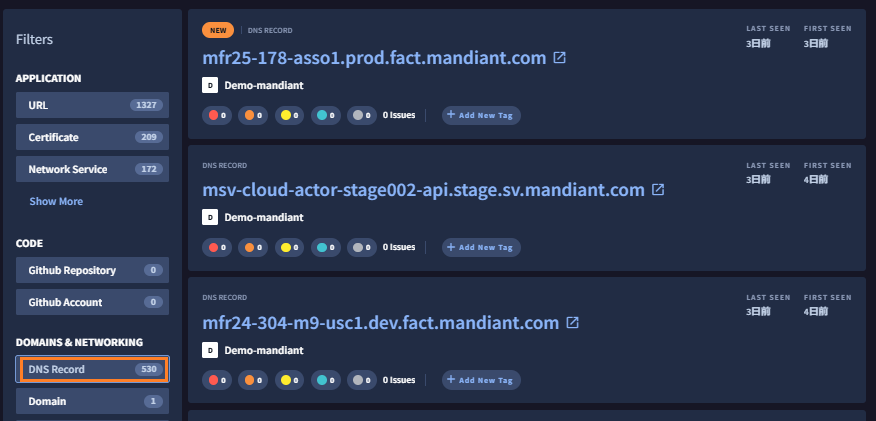 Filters
APPLICATION
URL 1327
Certificate 209
Network Service 172
Show More
CODE
Github Repository 0
Github Account 0
DOMAINS & NETWORKING
DNS Record 530
Domain 1
NEW DNS RECORD
LAST SEEN FIRST SEEN
3日前 3日前
mfr25-178-asso1.prod.fact.mandiant.com
D Demo-mandiant
0 0 0 0 0 0 Issues + Add New Tag
DNS RECORD
LAST SEEN FIRST SEEN
3日前 4日前
msv-cloud-actor-stage002-api.stage.sv.mandiant.com
D Demo-mandiant
0 0 0 0 0 0 Issues + Add New Tag
DNS RECORD
LAST SEEN FIRST SEEN
3日前 4日前
mfr24-304-m9-usc1.dev.fact.mandiant.com
D Demo-mandiant
0 0 0 0 0 0 Issues + Add New Tag